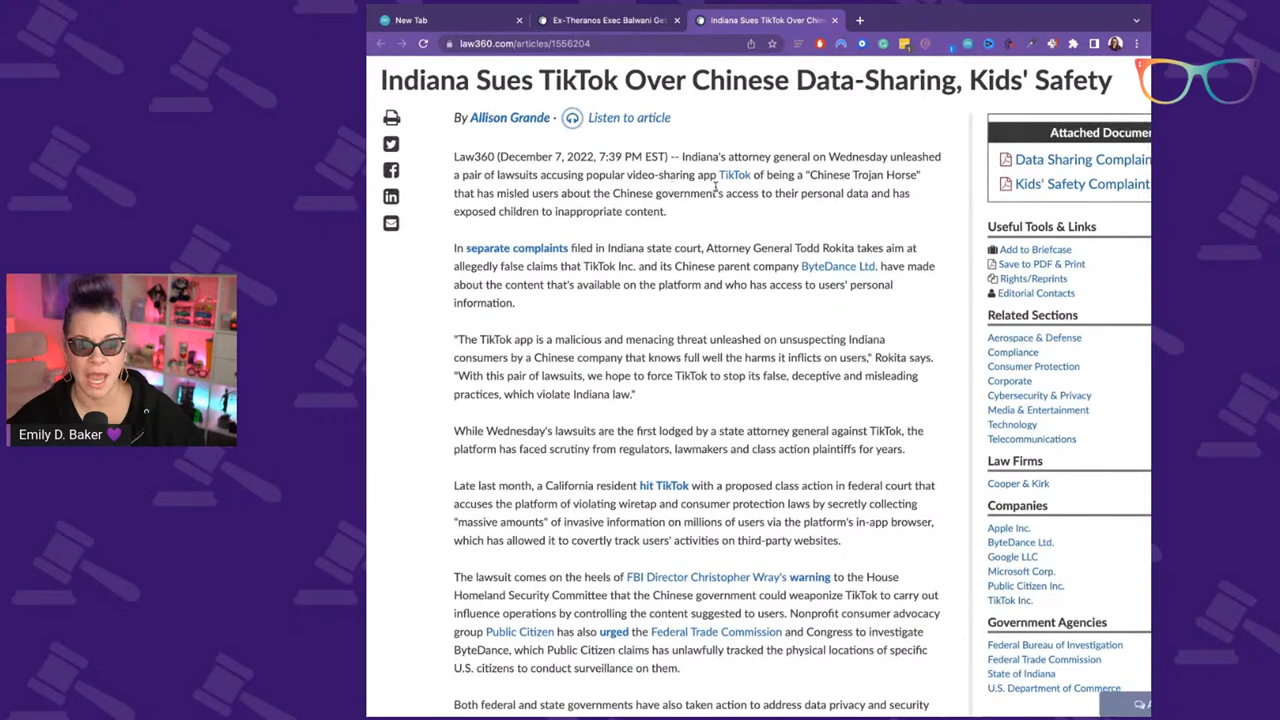 New Tab
Ex-Theranos Exec Balwani Get
Indiana Sues TikTok Over Chin
law360.com/articles/1556204
Indiana Sues TikTok Over Chinese Data-Sharing, Kids' Safety
By Allison Grande · Listen to article
Law360 (December 7, 2022, 7:39 PM EST) -- Indiana's attorney general on Wednesday unleashed
a pair of lawsuits accusing popular video-sharing app TikTok of being a "Chinese Trojan Horse"
that has misled users about the Chinese government's access to their personal data and has
exposed children to inappropriate content.
In separate complaints filed in Indiana state court, Attorney General Todd Rokita takes aim at
allegedly false claims that TikTok Inc. and its Chinese parent company ByteDance Ltd. have made
about the content that's available on the platform and who has access to users' personal
information.
"The TikTok app is a malicious and menacing threat unleashed on unsuspecting Indiana
consumers by a Chinese company that knows full well the harms it inflicts on users," Rokita says.
"With this pair of lawsuits, we hope to force TikTok to stop its false, deceptive and misleading
practices, which violate Indiana law."
While Wednesday's lawsuits are the first lodged by a state attorney general against TikTok, the
platform has faced scrutiny from regulators, lawmakers and class action plaintiffs for years.
Late last month, a California resident hit TikTok with a proposed class action in federal court that
accuses the platform of violating wiretap and consumer protection laws by secretly collecting
"massive amounts" of invasive information on millions of users via the platform's in-app browser,
which has allowed it to covertly track users' activities on third-party websites.
The lawsuit comes on the heels of FBI Director Christopher Wray's warning to the House
Homeland Security Committee that the Chinese government could weaponize TikTok to carry out
influence operations by controlling the content suggested to users. Nonprofit consumer advocacy
group Public Citizen has also urged the Federal Trade Commission and Congress to investigate
ByteDance, which Public Citizen claims has unlawfully tracked the physical locations of specific
U.S. citizens to conduct surveillance on them.
Both federal and state governments have also taken action to address data privacy and security
Attached Documen
Data Sharing Complain
Kids' Safety Complaint
Useful Tools & Links
Add to Briefcase
Save to PDF & Print
Rights/Reprints
Editorial Contacts
Related Sections
Aerospace & Defense
Compliance
Consumer Protection
Corporate
Cybersecurity & Privacy
Media & Entertainment
Technology
Telecommunications
Law Firms
Cooper & Kirk
Companies
Apple Inc.
ByteDance Ltd.
Google LLC
Microsoft Corp.
Public Citizen Inc.
TikTok Inc.
Government Agencies
Federal Bureau of Investigation
Federal Trade Commission
State of Indiana
U.S. Department of Commerce
Emily D. Baker 💜